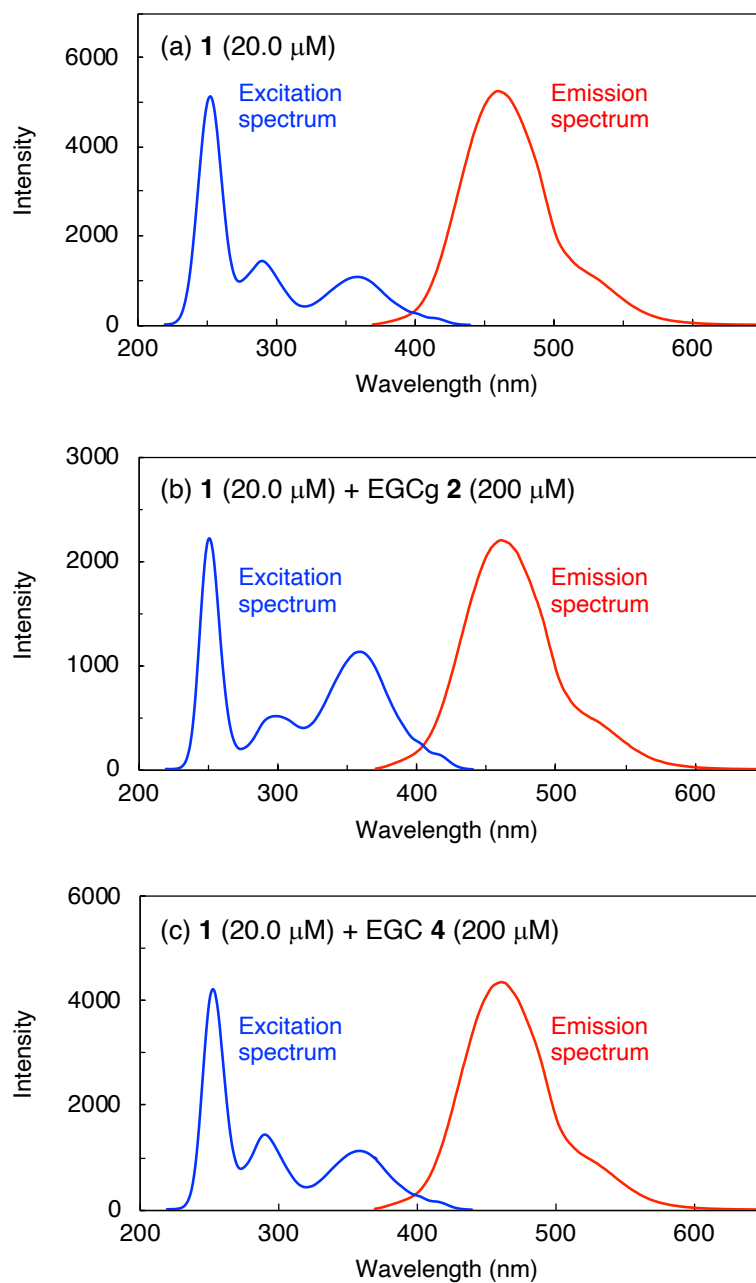 (a) 1 (20.0 μM)
6000
4000
2000
0
Intensity
Excitation
spectrum
Emission
spectrum
200
300
400
500
600
Wavelength (nm)
3000
(b) 1 (20.0 μM) + EGCg 2 (200 μM)
2000
1000
0
Intensity
Excitation
spectrum
Emission
spectrum
200
300
400
500
600
Wavelength (nm)
6000
(c) 1 (20.0 μM) + EGC 4 (200 μM)
4000
2000
0
Intensity
Excitation
spectrum
Emission
spectrum
200
300
400
500
600
Wavelength (nm)